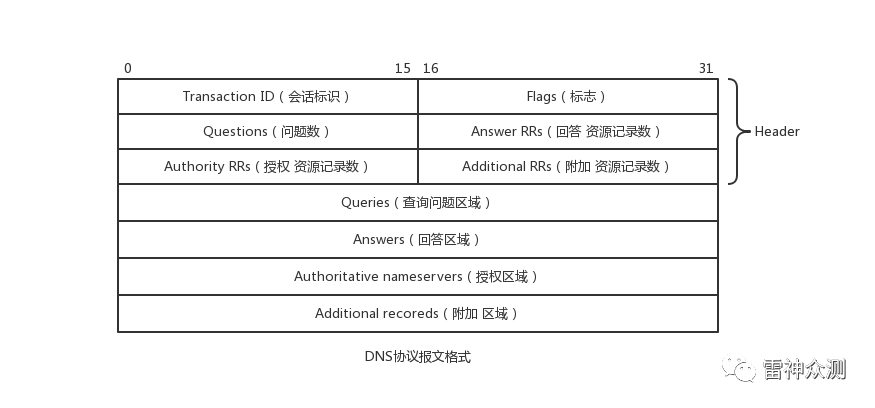 0 15 16 31
Transaction ID（会话标识） Flags（标志）
Questions（问题数） Answer RRs（回答 资源记录数）
Header
Authority RRs（授权 资源记录数） Additional RRs（附加 资源记录数）
Queries（查询问题区域）
Answers（回答区域）
Authoritative nameservers（授权区域）
Additional recoreds（附加 区域）
DNS协议报文格式
雷神众测